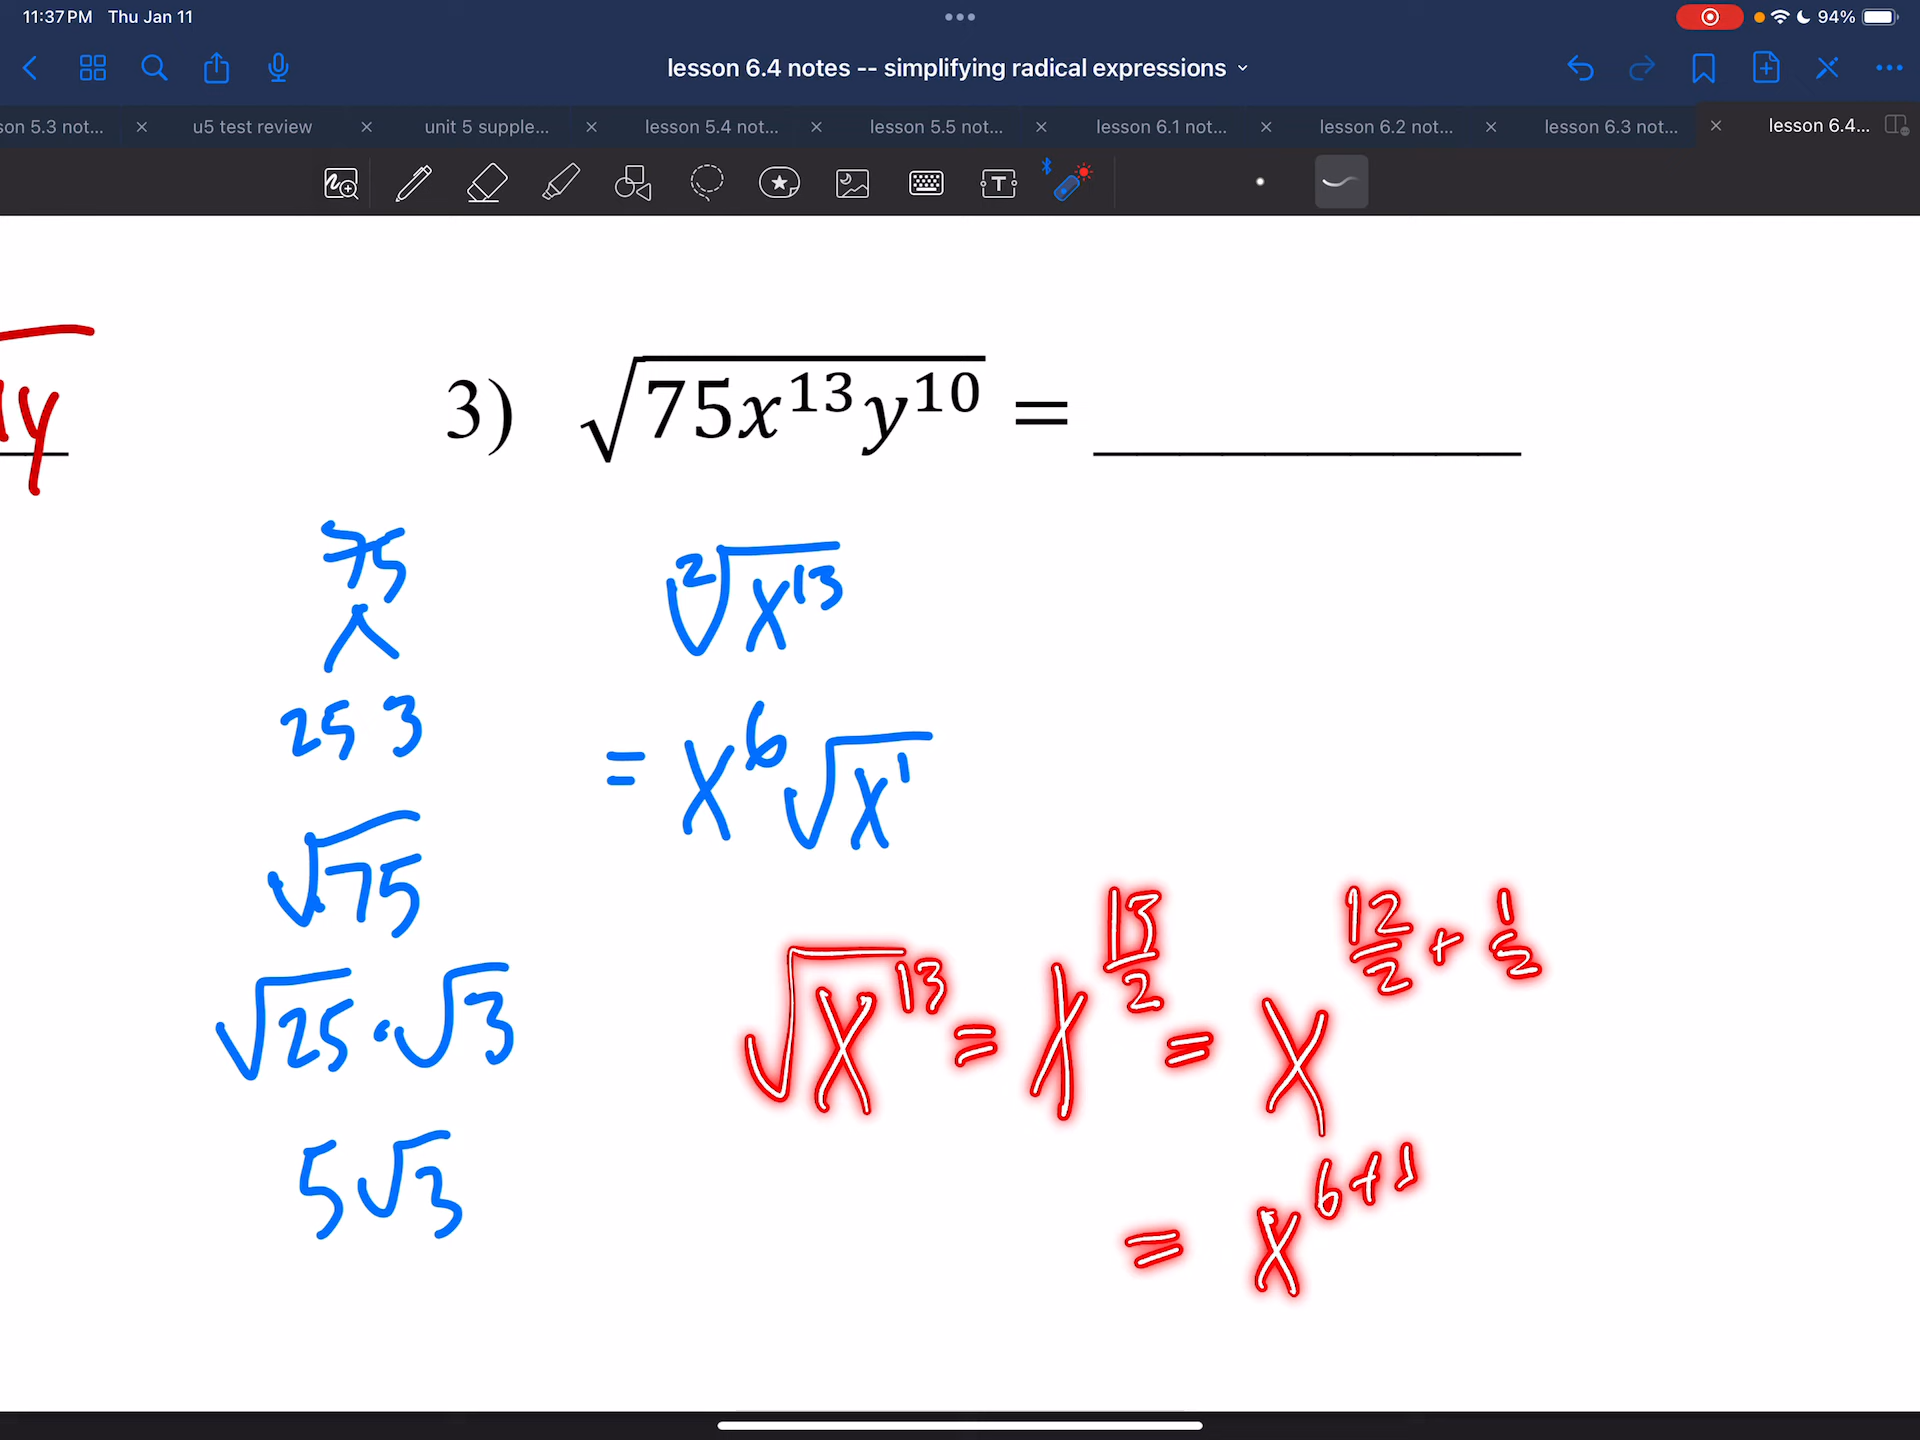 11:37 PM Thu Jan 11 94%
lesson 6.4 notes -- simplifying radical expressions
son 5.3 not... u5 test review unit 5 supple... lesson 5.4 not... lesson 5.5 not... lesson 6.1 not... lesson 6.2 not... lesson 6.3 not... lesson 6.4...
T
y
3) √75x¹³y¹⁰ = __________
75
25 3
√75
√25 · √3
5√3
²√x¹³
= x⁶√x¹
√x¹³ = x^(13/2) = x^(12/2 + 1/2)
= x^(6+1